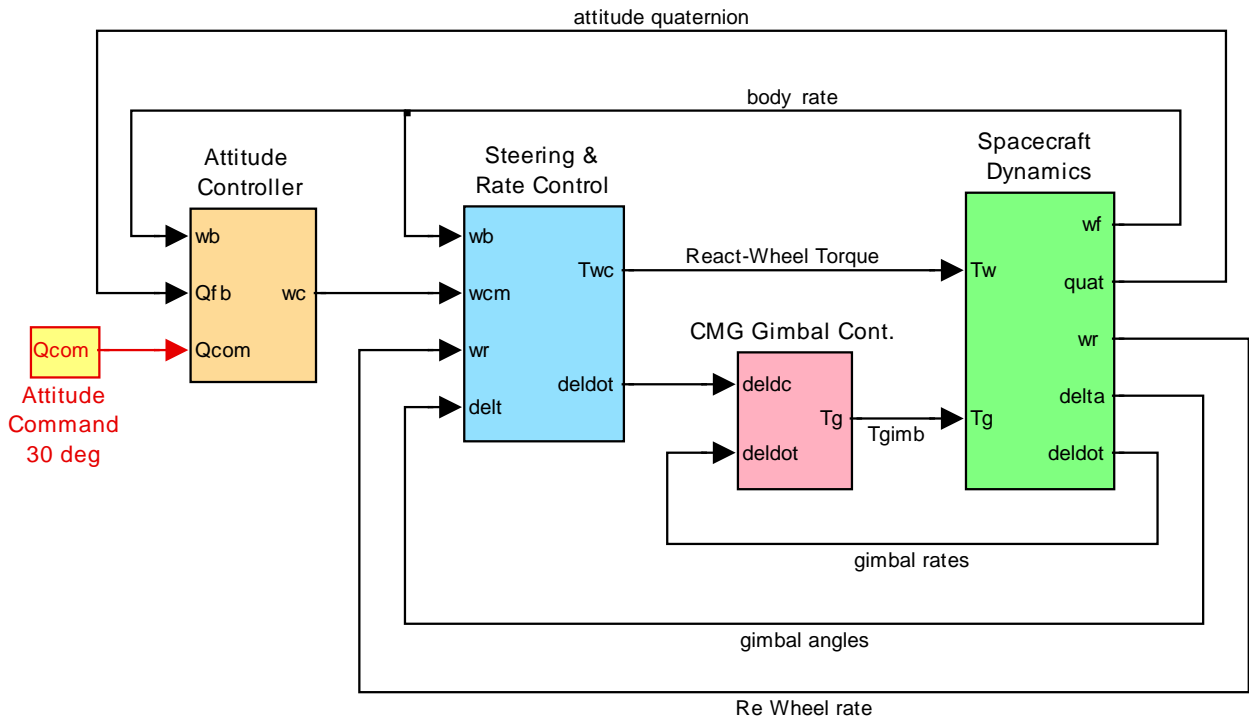 attitude quaternion
body rate
Attitude
Controller
Steering &
Rate Control
Spacecraft
Dynamics
wb
Qfb
wc
Qcom
Qcom
Attitude
Command
30 deg
wb
Twc
wcm
wr
deldot
delt
React-Wheel Torque
CMG Gimbal Cont.
deldc
Tg
deldot
Tgimb
wf
Tw
quat
wr
delta
Tg
deldot
gimbal rates
gimbal angles
Re Wheel rate